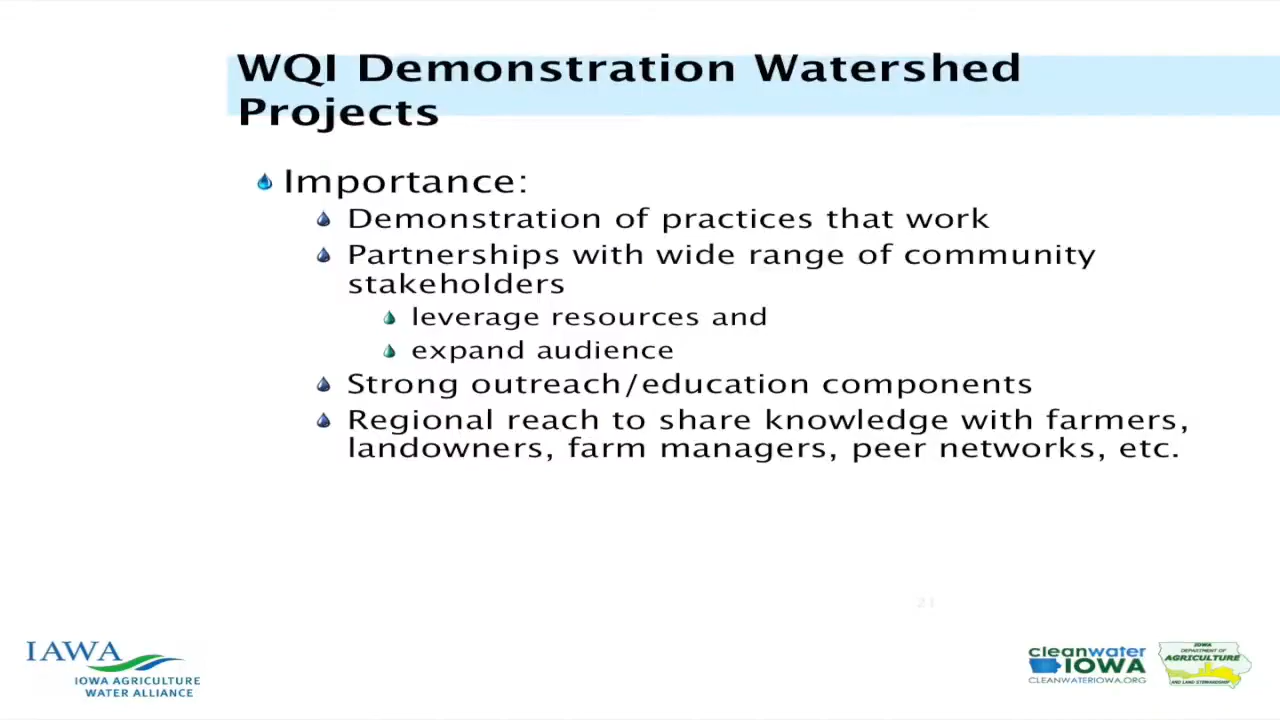 WQI Demonstration Watershed
Projects
Importance:
Demonstration of practices that work
Partnerships with wide range of community
stakeholders
leverage resources and
expand audience
Strong outreach/education components
Regional reach to share knowledge with farmers,
landowners, farm managers, peer networks, etc.
21
IAWA
IOWA AGRICULTURE
WATER ALLIANCE
cleanwater
IOWA
CLEANWATERIOWA.ORG
IOWA
DEPARTMENT OF
AGRICULTURE
AND LAND STEWARDSHIP